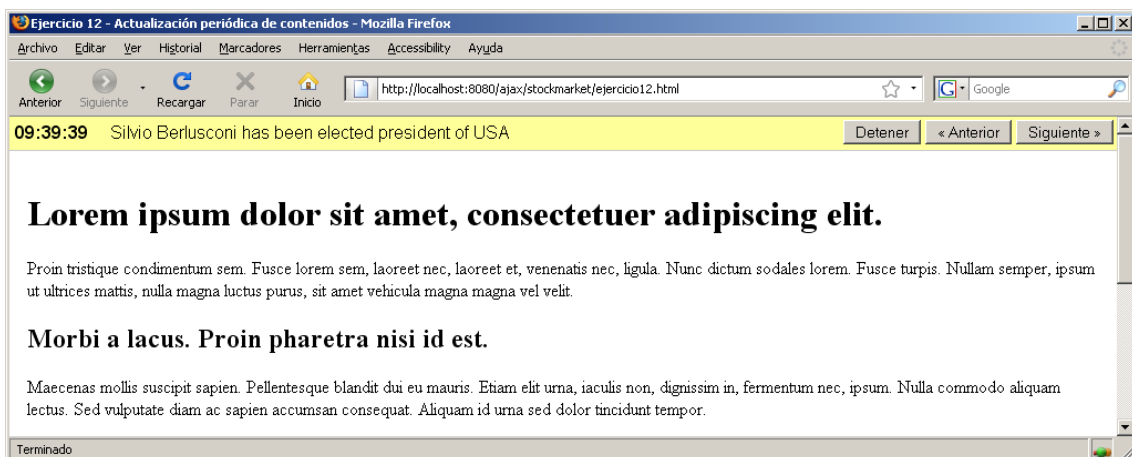 Ejercicio 12 - Actualización periódica de contenidos - Mozilla Firefox
Archivo Editar Ver Historial Marcadores Herramientas Accessibility Ayuda
Anterior Siguiente Recargar Parar Inicio http://localhost:8080/ajax/stockmarket/ejercicio12.html G Google
09:39:39 Silvio Berlusconi has been elected president of USA Detener « Anterior Siguiente »
Lorem ipsum dolor sit amet, consectetuer adipiscing elit.
Proin tristique condimentum sem. Fusce lorem sem, laoreet nec, laoreet et, venenatis nec, ligula. Nunc dictum sodales lorem. Fusce turpis. Nullam semper, ipsum
ut ultrices mattis, nulla magna luctus purus, sit amet vehicula magna magna vel velit.
Morbi a lacus. Proin pharetra nisi id est.
Maecenas mollis suscipit sapien. Pellentesque blandit dui eu mauris. Etiam elit urna, iaculis non, dignissim in, fermentum nec, ipsum. Nulla commodo aliquam
lectus. Sed vulputate diam ac sapien accumsan consequat. Aliquam id urna sed dolor tincidunt tempor.
Terminado